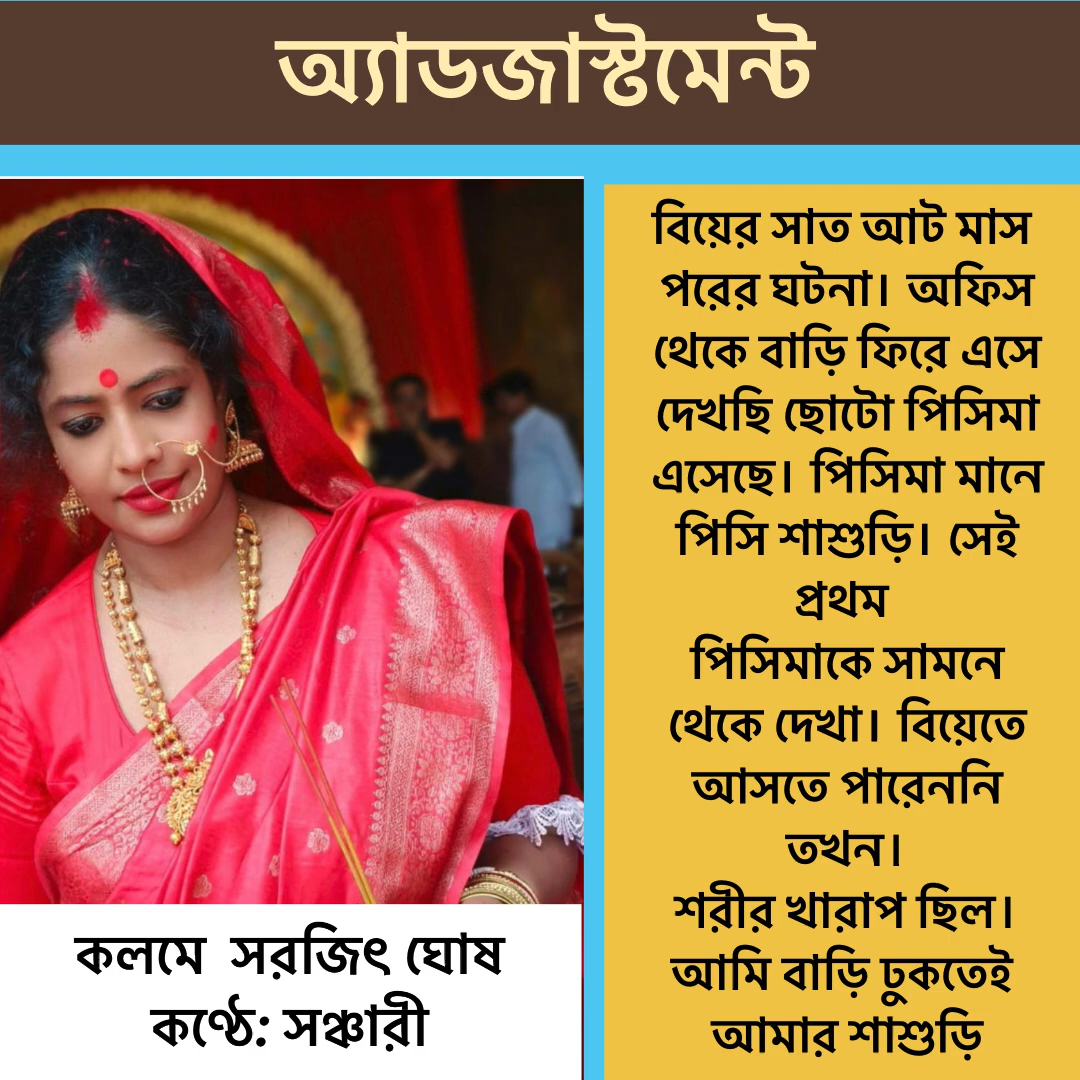 অ্যাডজাস্টমেন্ট
বিয়ের সাত আট মাস
পরের ঘটনা। অফিস
থেকে বাড়ি ফিরে এসে
দেখছি ছোটো পিসিমা
এসেছে। পিসিমা মানে
পিসি শাশুড়ি। সেই
প্রথম
পিসিমাকে সামনে
থেকে দেখা। বিয়েতে
আসতে পারেননি
তখন।
শরীর খারাপ ছিল।
আমি বাড়ি ঢুকতেই
আমার শাশুড়ি
কলমে সরজিৎ ঘোষ
কণ্ঠে: সঞ্চারী